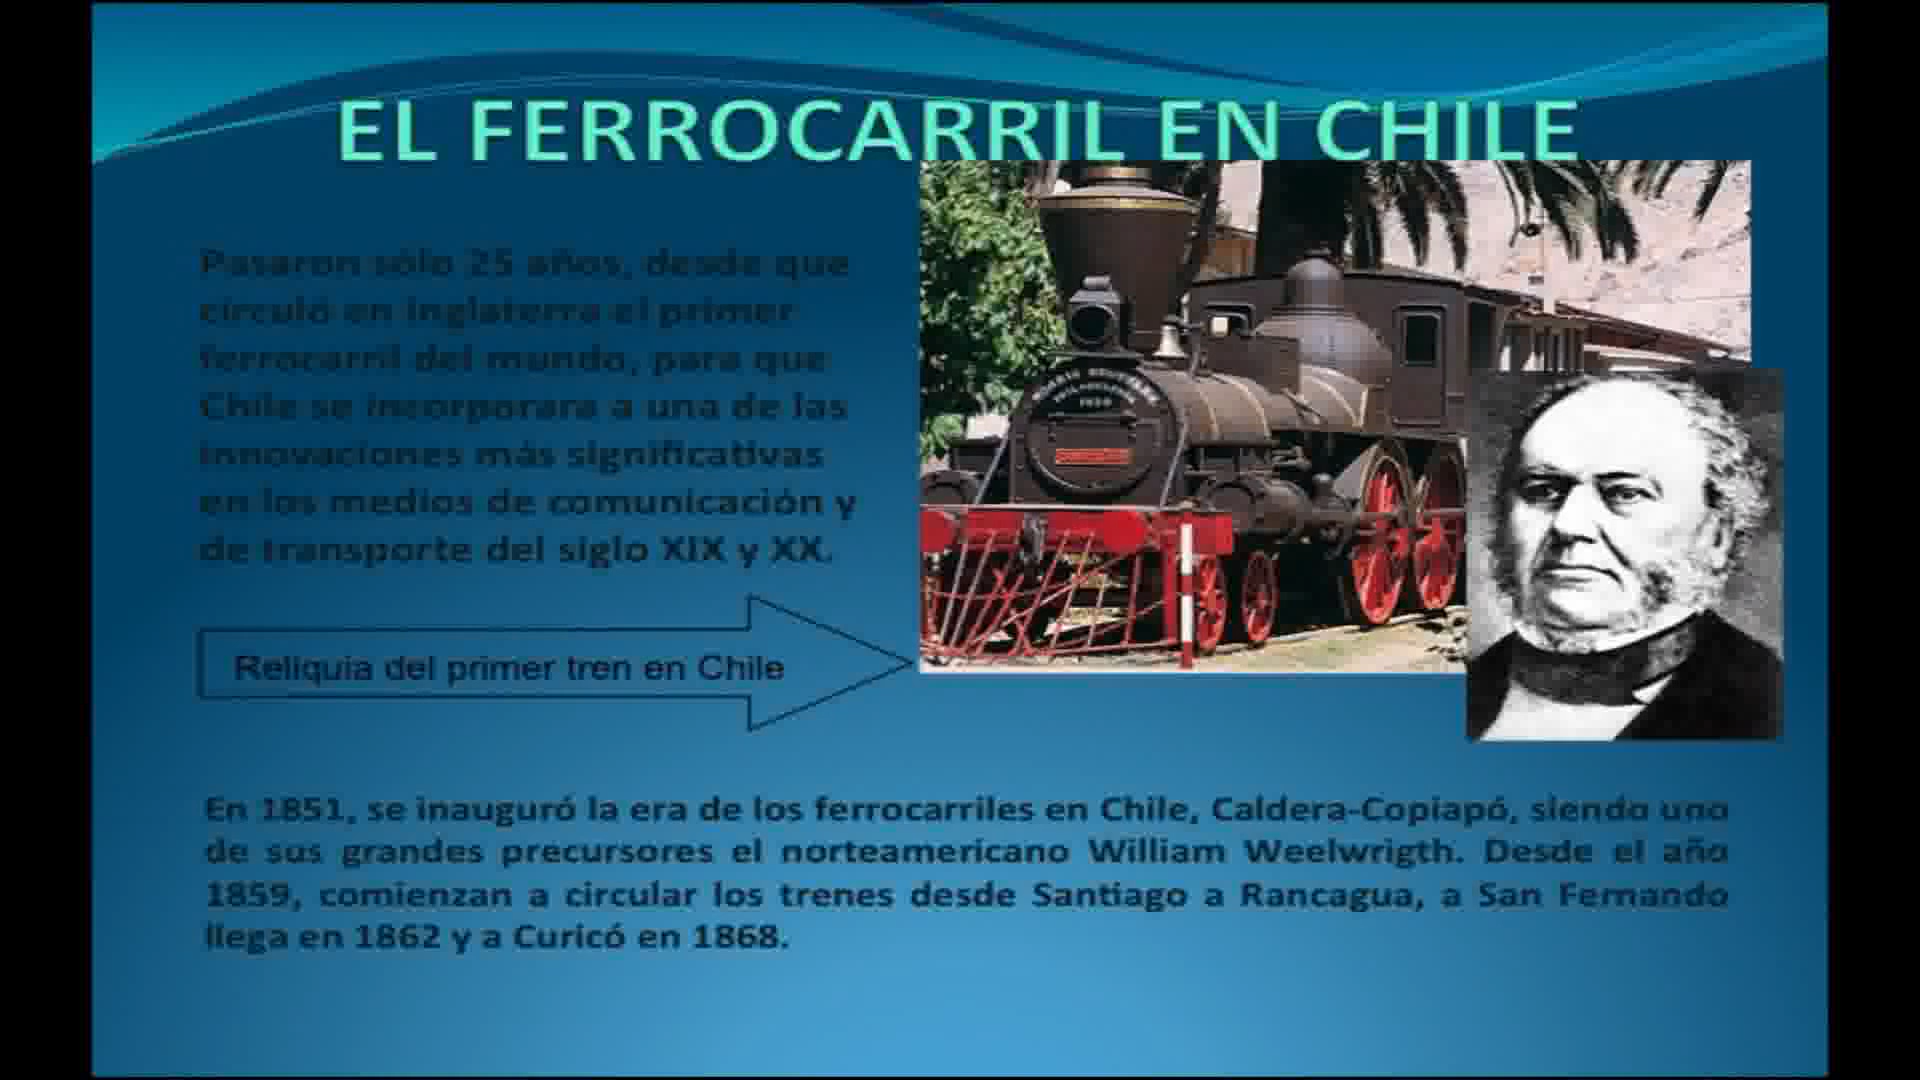 EL FERROCARRIL EN CHILE
Pasaron sólo 25 años, desde que
circuló en Inglaterra el primer
ferrocarril del mundo, para que
Chile se incorporara a una de las
innovaciones más significativas
en los medios de comunicación y
de transporte del siglo XIX y XX.
Reliquia del primer tren en Chile
En 1851, se inauguró la era de los ferrocarriles en Chile, Caldera-Copiapó, siendo uno
de sus grandes precursores el norteamericano William Weelwrigth. Desde el año
1859, comienzan a circular los trenes desde Santiago a Rancagua, a San Fernando
llega en 1862 y a Curicó en 1868.